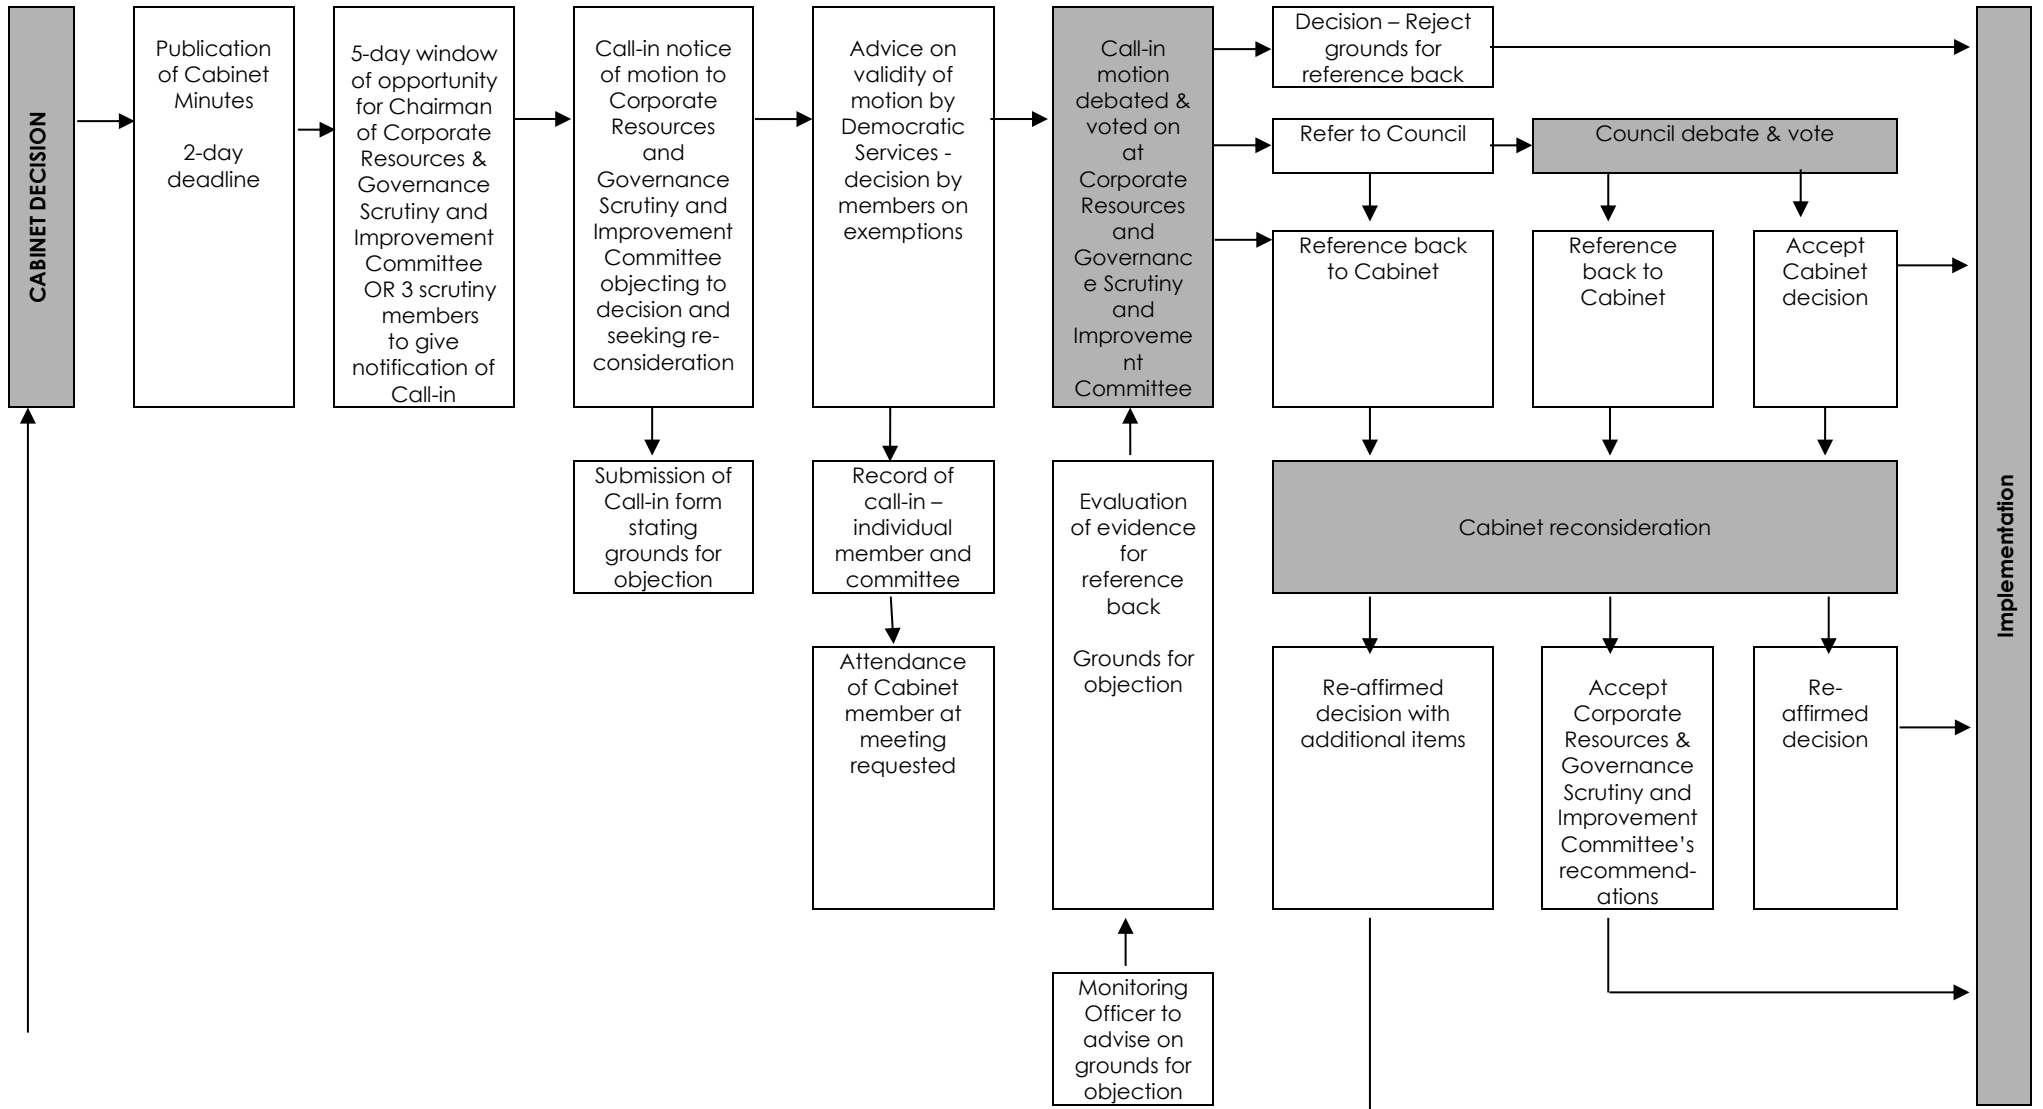 CABINET DECISION
Publication
of Cabinet
Minutes
2-day
deadline
5-day window
of opportunity
for Chairman
of Corporate
Resources &
Governance
Scrutiny and
Improvement
Committee
OR 3 scrutiny
members
to give
notification of
Call-in
Call-in notice
of motion to
Corporate
Resources
and
Governance
Scrutiny and
Improvement
Committee
objecting to
decision and
seeking re-
consideration
Submission of
Call-in form
stating
grounds for
objection
Advice on
validity of
motion by
Democratic
Services -
decision by
members on
exemptions
Record of
call-in –
individual
member and
committee
Attendance
of Cabinet
member at
meeting
requested
Call-in
motion
debated &
voted on
at
Corporate
Resources
and
Governanc
e Scrutiny
and
Improveme
nt
Committee
Evaluation
of evidence
for
reference
back
Grounds for
objection
Monitoring
Officer to
advise on
grounds for
objection
Decision – Reject
grounds for
reference back
Refer to Council
Council debate & vote
Reference back
to Cabinet
Reference
back to
Cabinet
Accept
Cabinet
decision
Cabinet reconsideration
Re-affirmed
decision with
additional items
Accept
Corporate
Resources &
Governance
Scrutiny and
Improvement
Committee’s
recommend-
ations
Re-
affirmed
decision
Implementation